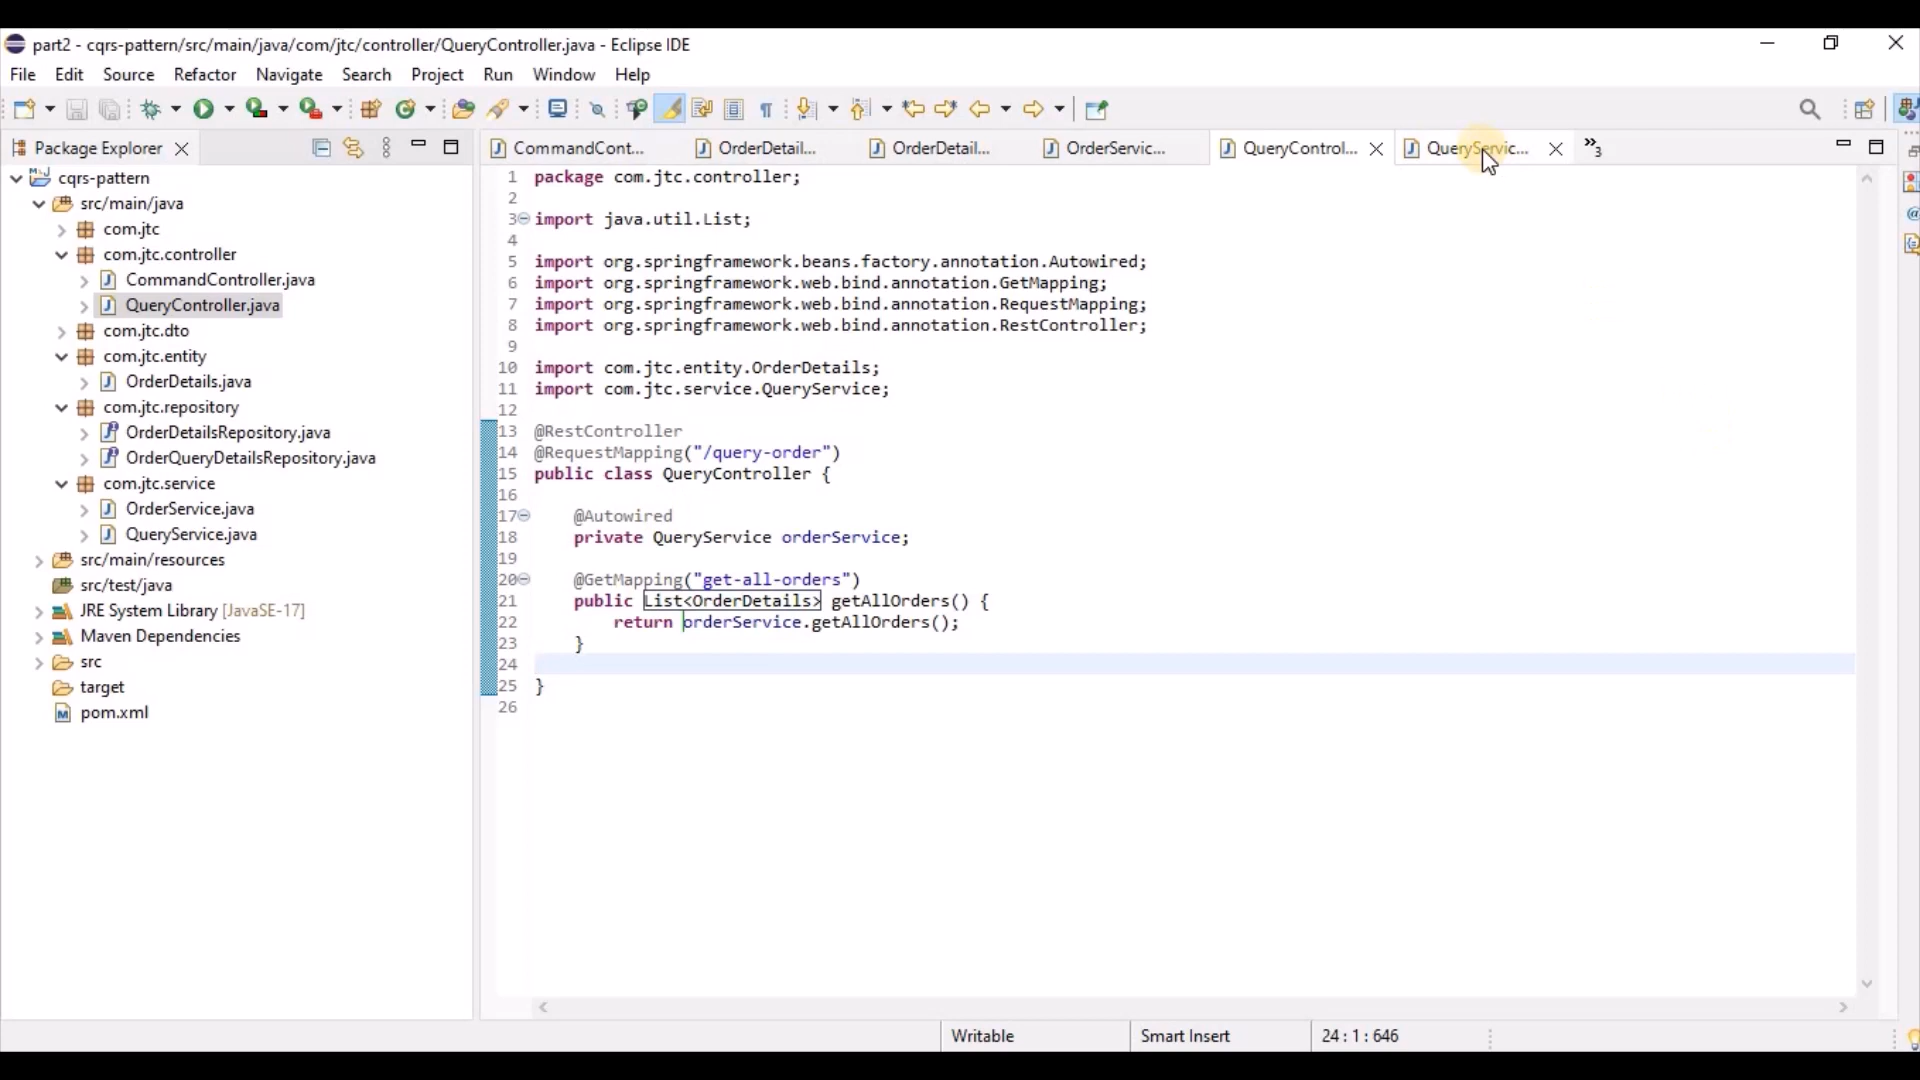 part2 - cqrs-pattern/src/main/java/com/jtc/controller/QueryController.java - Eclipse IDE
File Edit Source Refactor Navigate Search Project Run Window Help
Package Explorer
CommandCont... OrderDetail... OrderDetail... OrderServic... QueryControl... QueryServic... »3
cqrs-pattern
src/main/java
com.jtc
com.jtc.controller
CommandController.java
QueryController.java
com.jtc.dto
com.jtc.entity
OrderDetails.java
com.jtc.repository
OrderDetailsRepository.java
OrderQueryDetailsRepository.java
com.jtc.service
OrderService.java
QueryService.java
src/main/resources
src/test/java
JRE System Library [JavaSE-17]
Maven Dependencies
src
target
pom.xml
1 package com.jtc.controller;
2
3 import java.util.List;
4
5 import org.springframework.beans.factory.annotation.Autowired;
6 import org.springframework.web.bind.annotation.GetMapping;
7 import org.springframework.web.bind.annotation.RequestMapping;
8 import org.springframework.web.bind.annotation.RestController;
9
10 import com.jtc.entity.OrderDetails;
11 import com.jtc.service.QueryService;
12
13 @RestController
14 @RequestMapping("/query-order")
15 public class QueryController {
16
17 @Autowired
18 private QueryService orderService;
19
20 @GetMapping("get-all-orders")
21 public List<OrderDetails> getAllOrders() {
22 return orderService.getAllOrders();
23 }
24
25 }
26
Writable Smart Insert 24 : 1 : 646